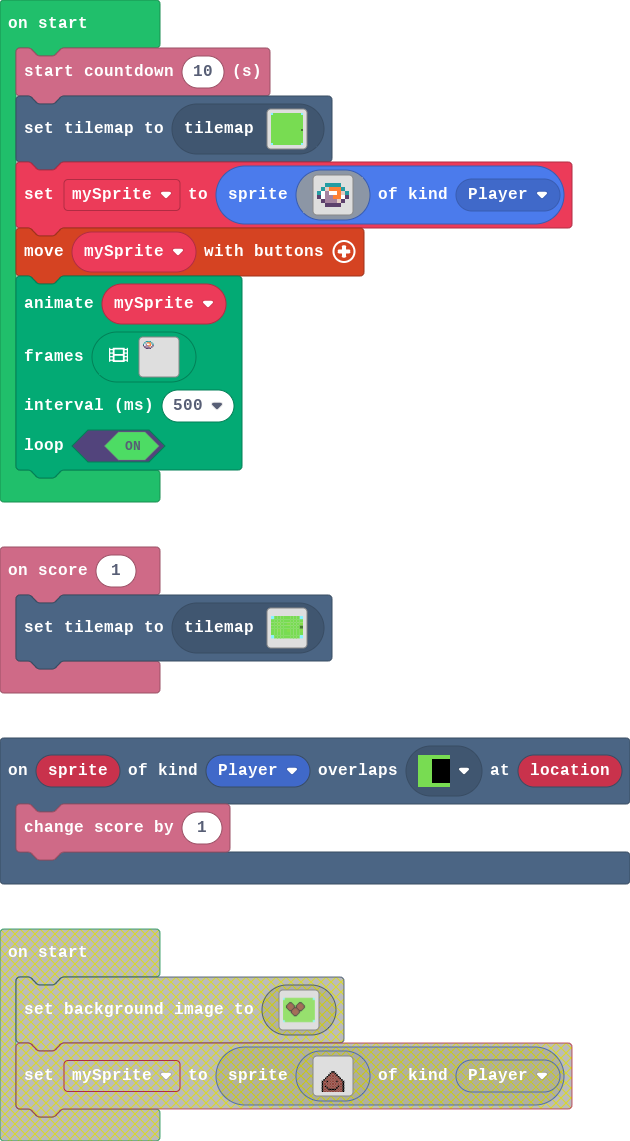 on start
start countdown 10 (s)
set tilemap to tilemap
set mySprite to sprite of kind Player
move mySprite with buttons
animate mySprite
frames
interval (ms) 500
loop ON
on score 1
set tilemap to tilemap
on sprite of kind Player overlaps at location
change score by 1
on start
set background image to
set mySprite to sprite of kind Player